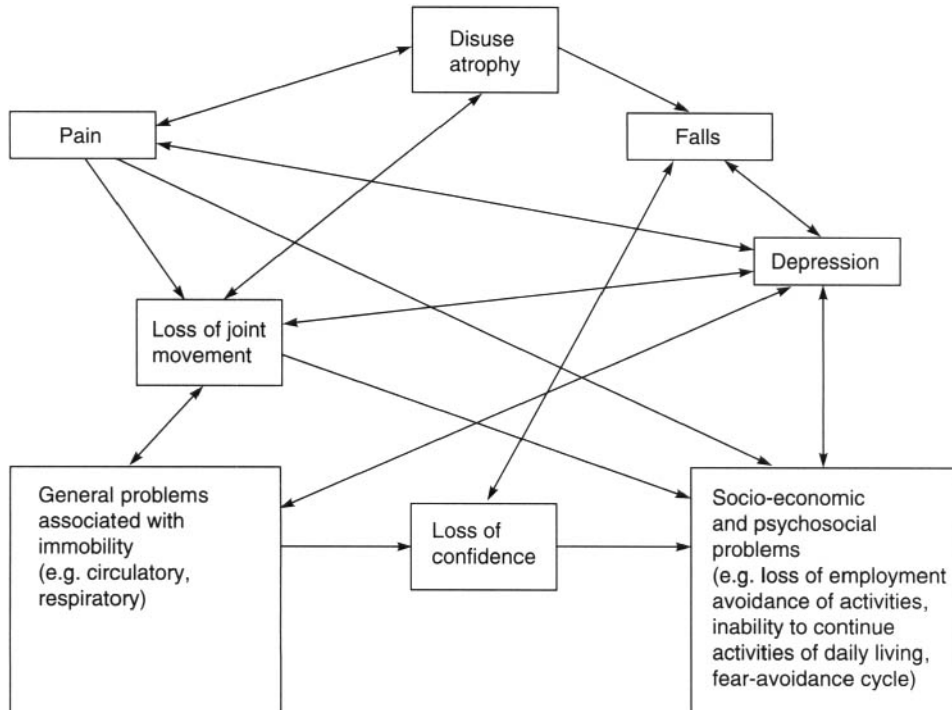 Disuse
atrophy
Pain
Falls
Depression
Loss of joint
movement
General problems
associated with
immobility
(e.g. circulatory,
respiratory)
Loss of
confidence
Socio-economic
and psychosocial
problems
(e.g. loss of employment
avoidance of activities,
inability to continue
activities of daily living,
fear-avoidance cycle)